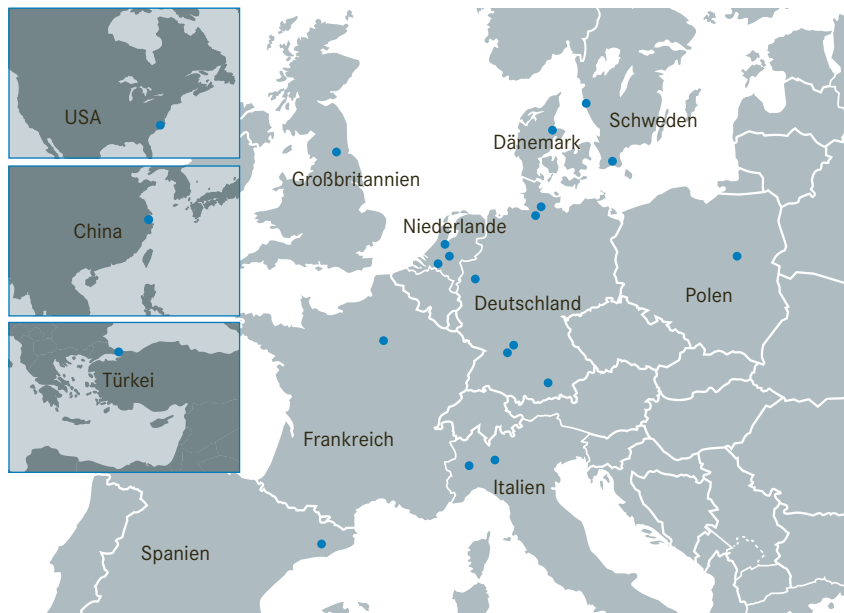 USA
China
Türkei
Schweden
Dänemark
Großbritannien
Niederlande
Deutschland
Polen
Frankreich
Italien
Spanien